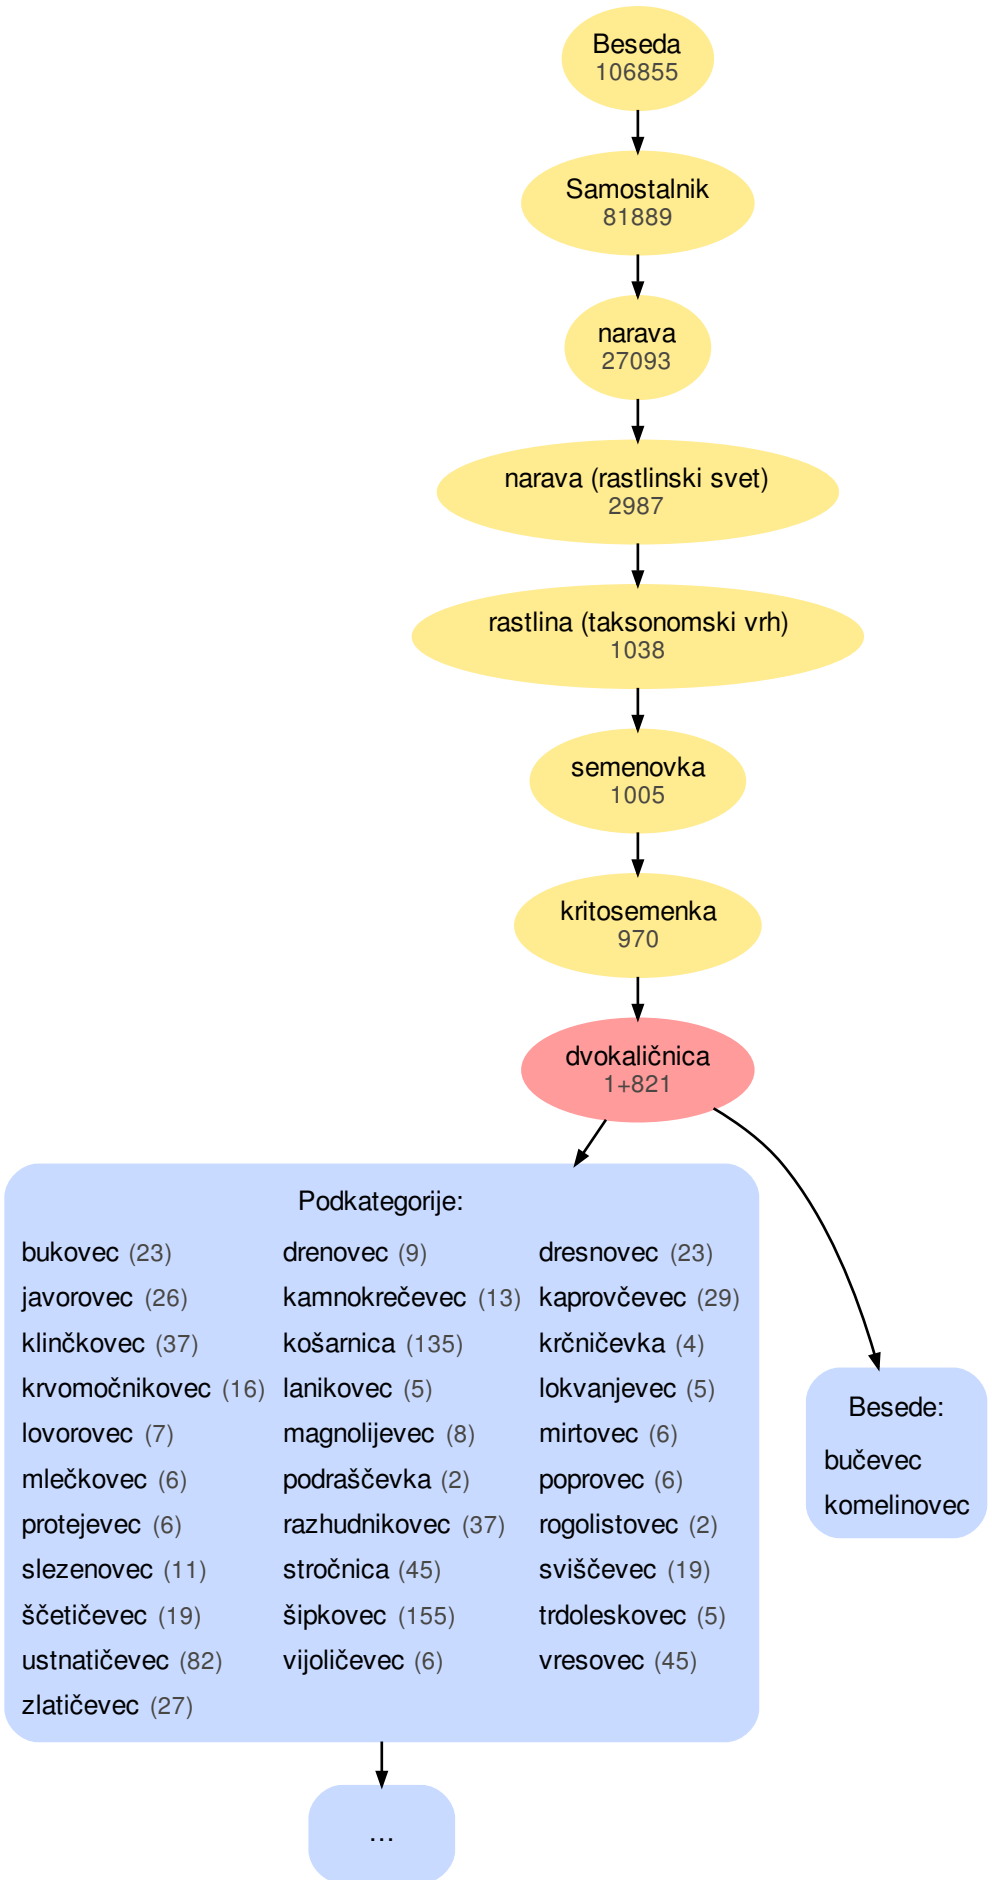 Beseda
106855
Samostalnik
81889
narava
27093
narava (rastlinski svet)
2987
rastlina (taksonomski vrh)
1038
semenovka
1005
kritosemenka
970
dvokaličnica
1+821
Podkategorije:
bukovec (23) drenovec (9) dresnovec (23)
javorovec (26) kamnokrečevec (13) kaprovčevec (29)
klinčkovec (37) košarnica (135) krčničevka (4)
krvomočnikovec (16) lanikovec (5) lokvanjevec (5)
lovorovec (7) magnolijevec (8) mirtovec (6)
mlečkovec (6) podraščevka (2) poprovec (6)
protejevec (6) razhudnikovec (37) rogolistovec (2)
slezenovec (11) stročnica (45) sviščevec (19)
ščetičevec (19) šipkovec (155) trdoleskovec (5)
ustnatičevec (82) vijoličevec (6) vresovec (45)
zlatičevec (27)
Besede:
bučevec
komelinovec
...